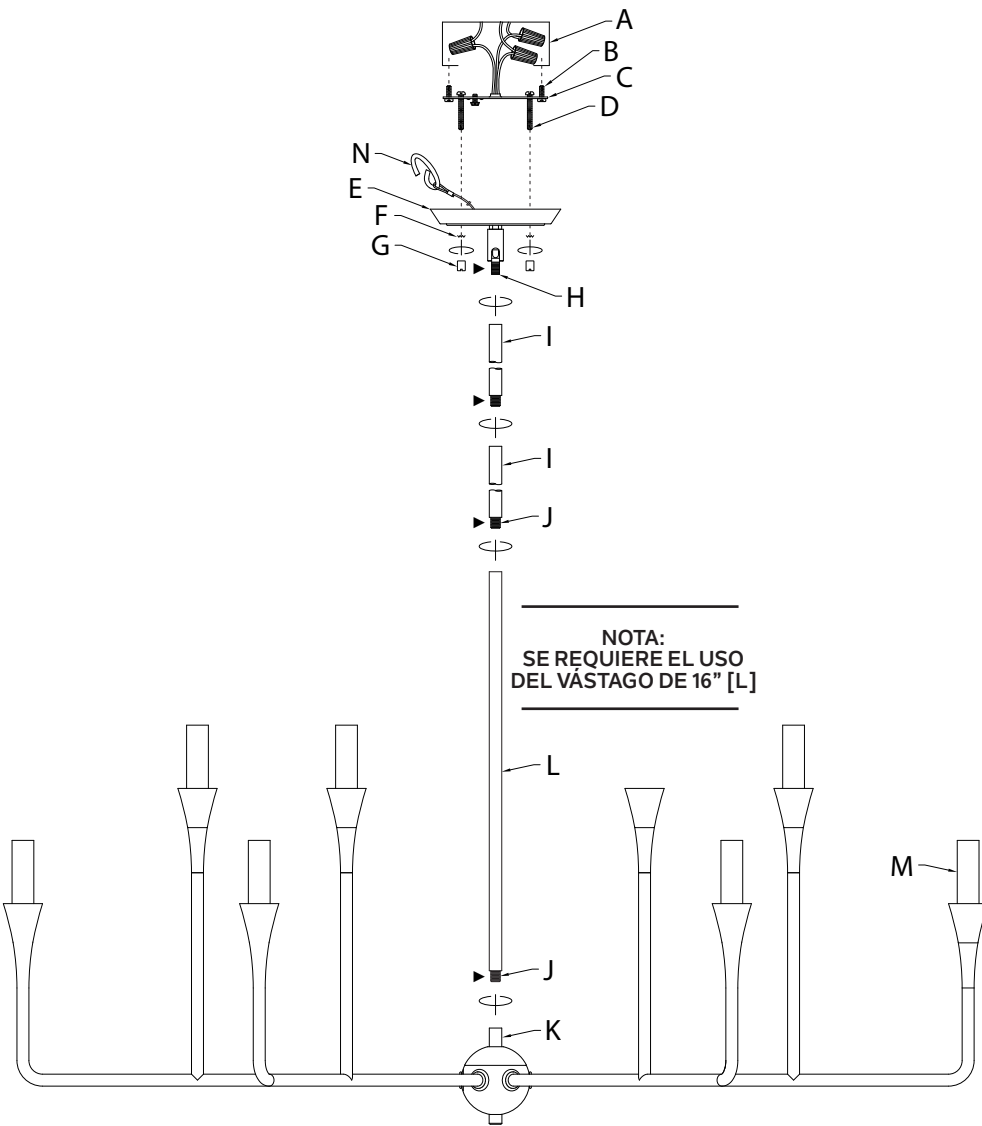 A
B
C
D
N
E
F
G
H
I
I
J
NOTA:
SE REQUIERE EL USO
DEL VÁSTAGO DE 16” [L]
L
M
J
K